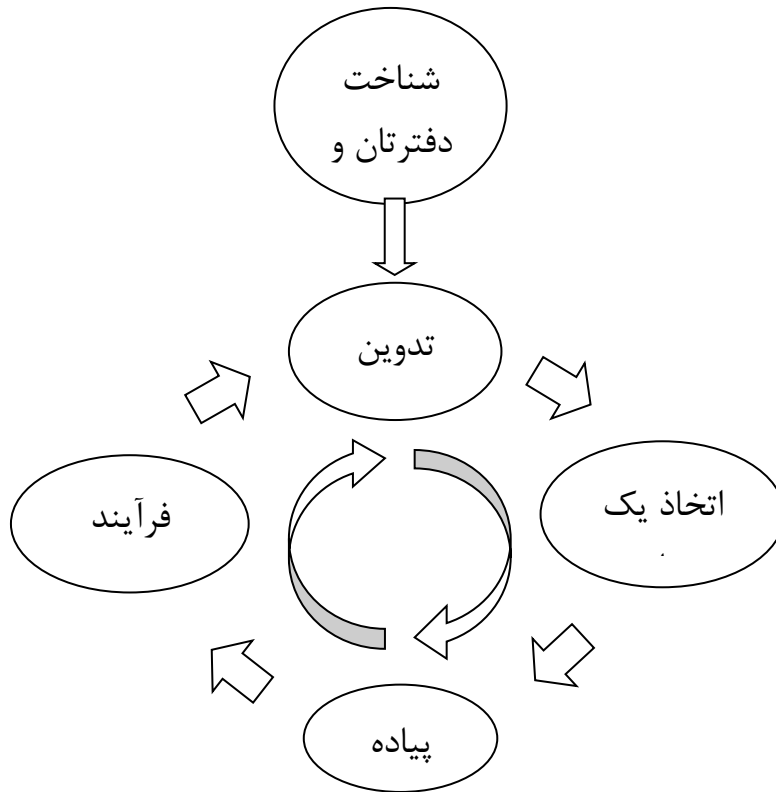 شناخت
دفترتان و
تدوین
اتخاذ یک
پیاده
فرآیند